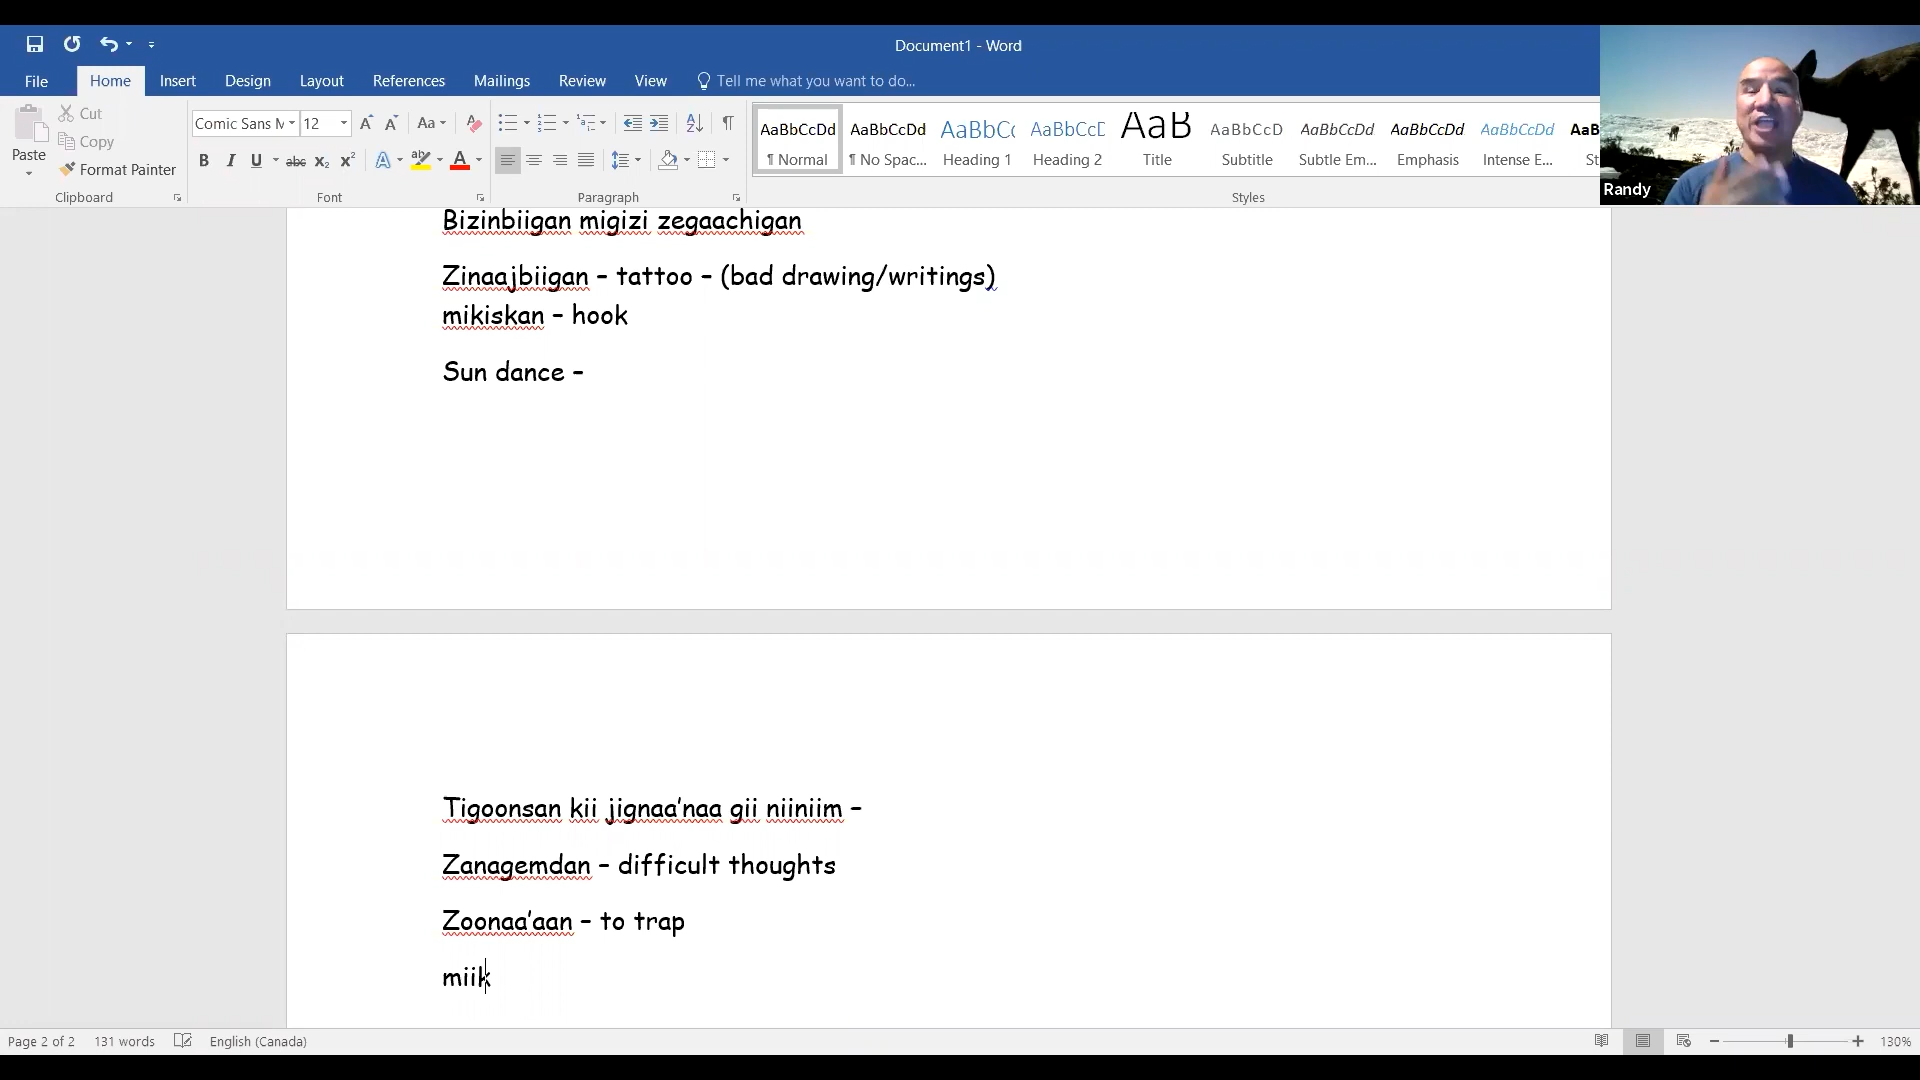 Document1 - Word
File Home Insert Design Layout References Mailings Review View Tell me what you want to do...
Cut
Copy
Paste
Format Painter
Clipboard
Comic Sans M 12
Font
Paragraph
AaBbCcDd AaBbCcDd AaBbCc AaBbCcD AaB AaBbCcD AaBbCcDd AaBbCcDd AaBbCcDd AaBb
¶ Normal ¶ No Spac... Heading 1 Heading 2 Title Subtitle Subtle Em... Emphasis Intense E... St
Styles
Randy
Bizinbiigan migizi zegaachigan
Zinaajbiigan – tattoo – (bad drawing/writings)
mikiskan – hook
Sun dance –
Tigoonsan kii jignaa’naa gii niiniim –
Zanagemdan – difficult thoughts
Zoonaa’aan – to trap
miik
Page 2 of 2 131 words English (Canada) 130%